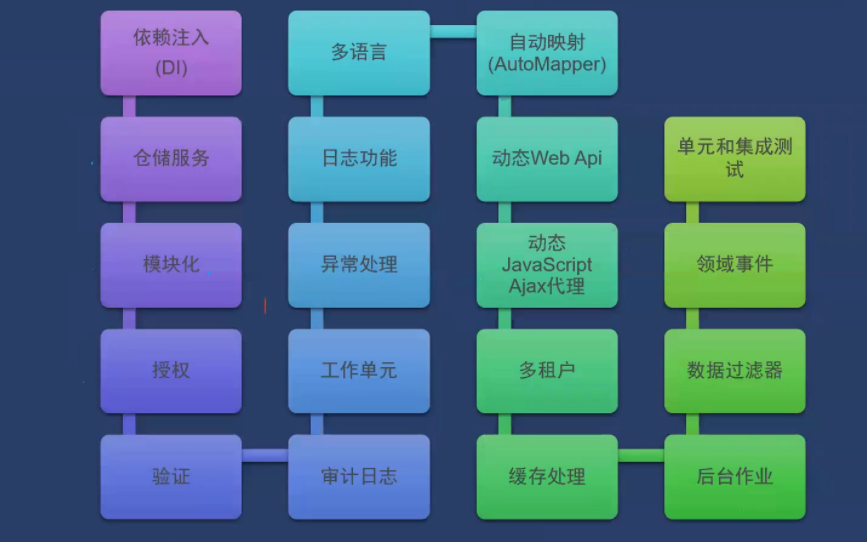 依赖注入
(DI)
仓储服务
模块化
授权
验证
审计日志
工作单元
异常处理
日志功能
多语言
自动映射
(AutoMapper)
动态Web Api
动态
JavaScript
Ajax代理
多租户
缓存处理
后台作业
数据过滤器
领域事件
单元和集成测
试